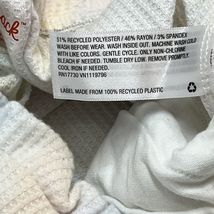 ack
51% RECYCLED POLYESTER / 46% RAYON / 3% SPANDEX
WASH BEFORE WEAR. WASH INSIDE OUT. MACHINE WASH COLD
WITH LIKE COLORS. GENTLE CYCLE. ONLY NON-CHLORINE
BLEACH IF NEEDED. TUMBLE DRY LOW. REMOVE PROMPTLY.
COOL IRON IF NEEDED.
RN17730 VN1119796
LABEL MADE FROM 100% RECYCLED PLASTIC